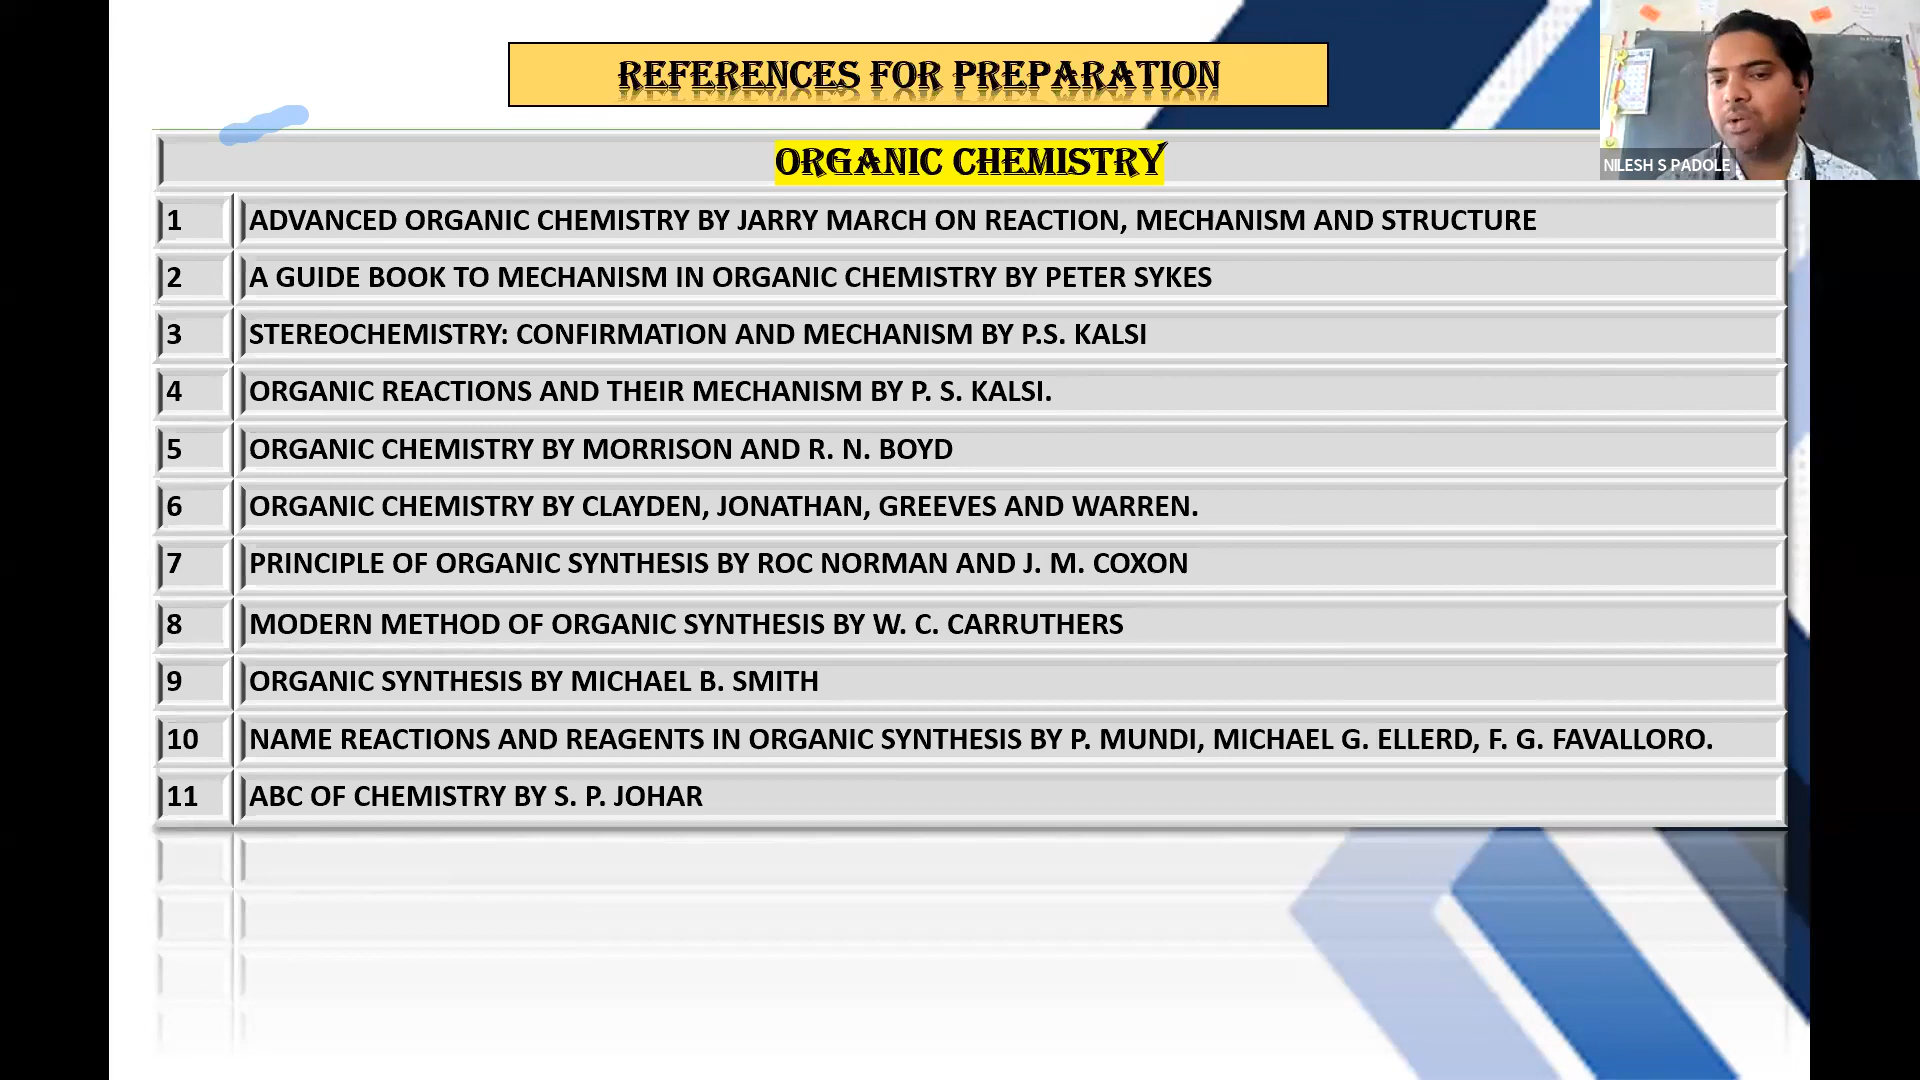 REFERENCES FOR PREPARATION
NILESH S PADOLE
ORGANIC CHEMISTRY
1 ADVANCED ORGANIC CHEMISTRY BY JARRY MARCH ON REACTION, MECHANISM AND STRUCTURE
2 A GUIDE BOOK TO MECHANISM IN ORGANIC CHEMISTRY BY PETER SYKES
3 STEREOCHEMISTRY: CONFIRMATION AND MECHANISM BY P.S. KALSI
4 ORGANIC REACTIONS AND THEIR MECHANISM BY P. S. KALSI.
5 ORGANIC CHEMISTRY BY MORRISON AND R. N. BOYD
6 ORGANIC CHEMISTRY BY CLAYDEN, JONATHAN, GREEVES AND WARREN.
7 PRINCIPLE OF ORGANIC SYNTHESIS BY ROC NORMAN AND J. M. COXON
8 MODERN METHOD OF ORGANIC SYNTHESIS BY W. C. CARRUTHERS
9 ORGANIC SYNTHESIS BY MICHAEL B. SMITH
10 NAME REACTIONS AND REAGENTS IN ORGANIC SYNTHESIS BY P. MUNDI, MICHAEL G. ELLERD, F. G. FAVALLORO.
11 ABC OF CHEMISTRY BY S. P. JOHAR